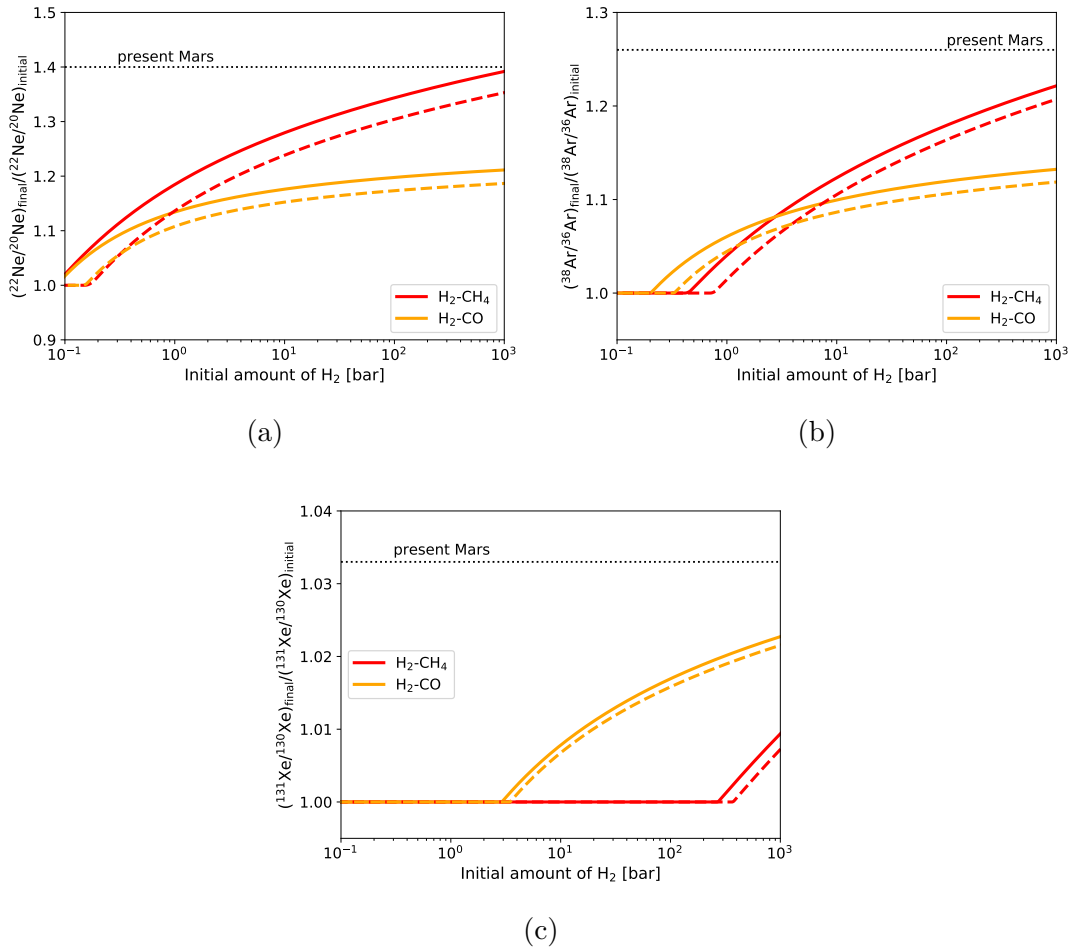 1.5
1.4
1.3
1.2
1.1
1.0
0.9
(²²Ne/²⁰Ne)final/(²²Ne/²⁰Ne)initial
present Mars
H₂-CH₄
H₂-CO
10⁻¹ 10⁰ 10¹ 10² 10³
Initial amount of H₂ [bar]
(a)
1.3
1.2
1.1
1.0
(³⁸Ar/³⁶Ar)final/(³⁸Ar/³⁶Ar)initial
present Mars
H₂-CH₄
H₂-CO
10⁻¹ 10⁰ 10¹ 10² 10³
Initial amount of H₂ [bar]
(b)
1.04
1.03
1.02
1.01
1.00
(¹³¹Xe/¹³⁰Xe)final/(¹³¹Xe/¹³⁰Xe)initial
present Mars
H₂-CH₄
H₂-CO
10⁻¹ 10⁰ 10¹ 10² 10³
Initial amount of H₂ [bar]
(c)